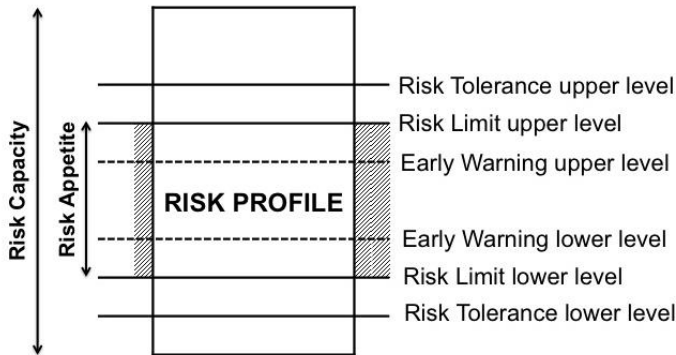 Risk Capacity
Risk Appetite
RISK PROFILE
Risk Tolerance upper level
Risk Limit upper level
Early Warning upper level
Early Warning lower level
Risk Limit lower level
Risk Tolerance lower level